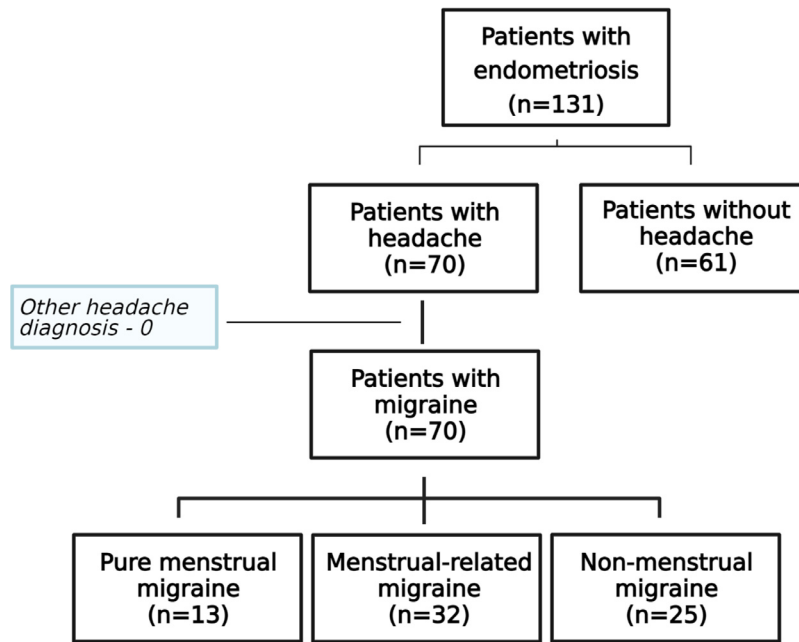 Patients with
endometriosis
(n=131)
Patients with
headache
(n=70)
Patients without
headache
(n=61)
Other headache
diagnosis - 0
Patients with
migraine
(n=70)
Pure menstrual
migraine
(n=13)
Menstrual-related
migraine
(n=32)
Non-menstrual
migraine
(n=25)